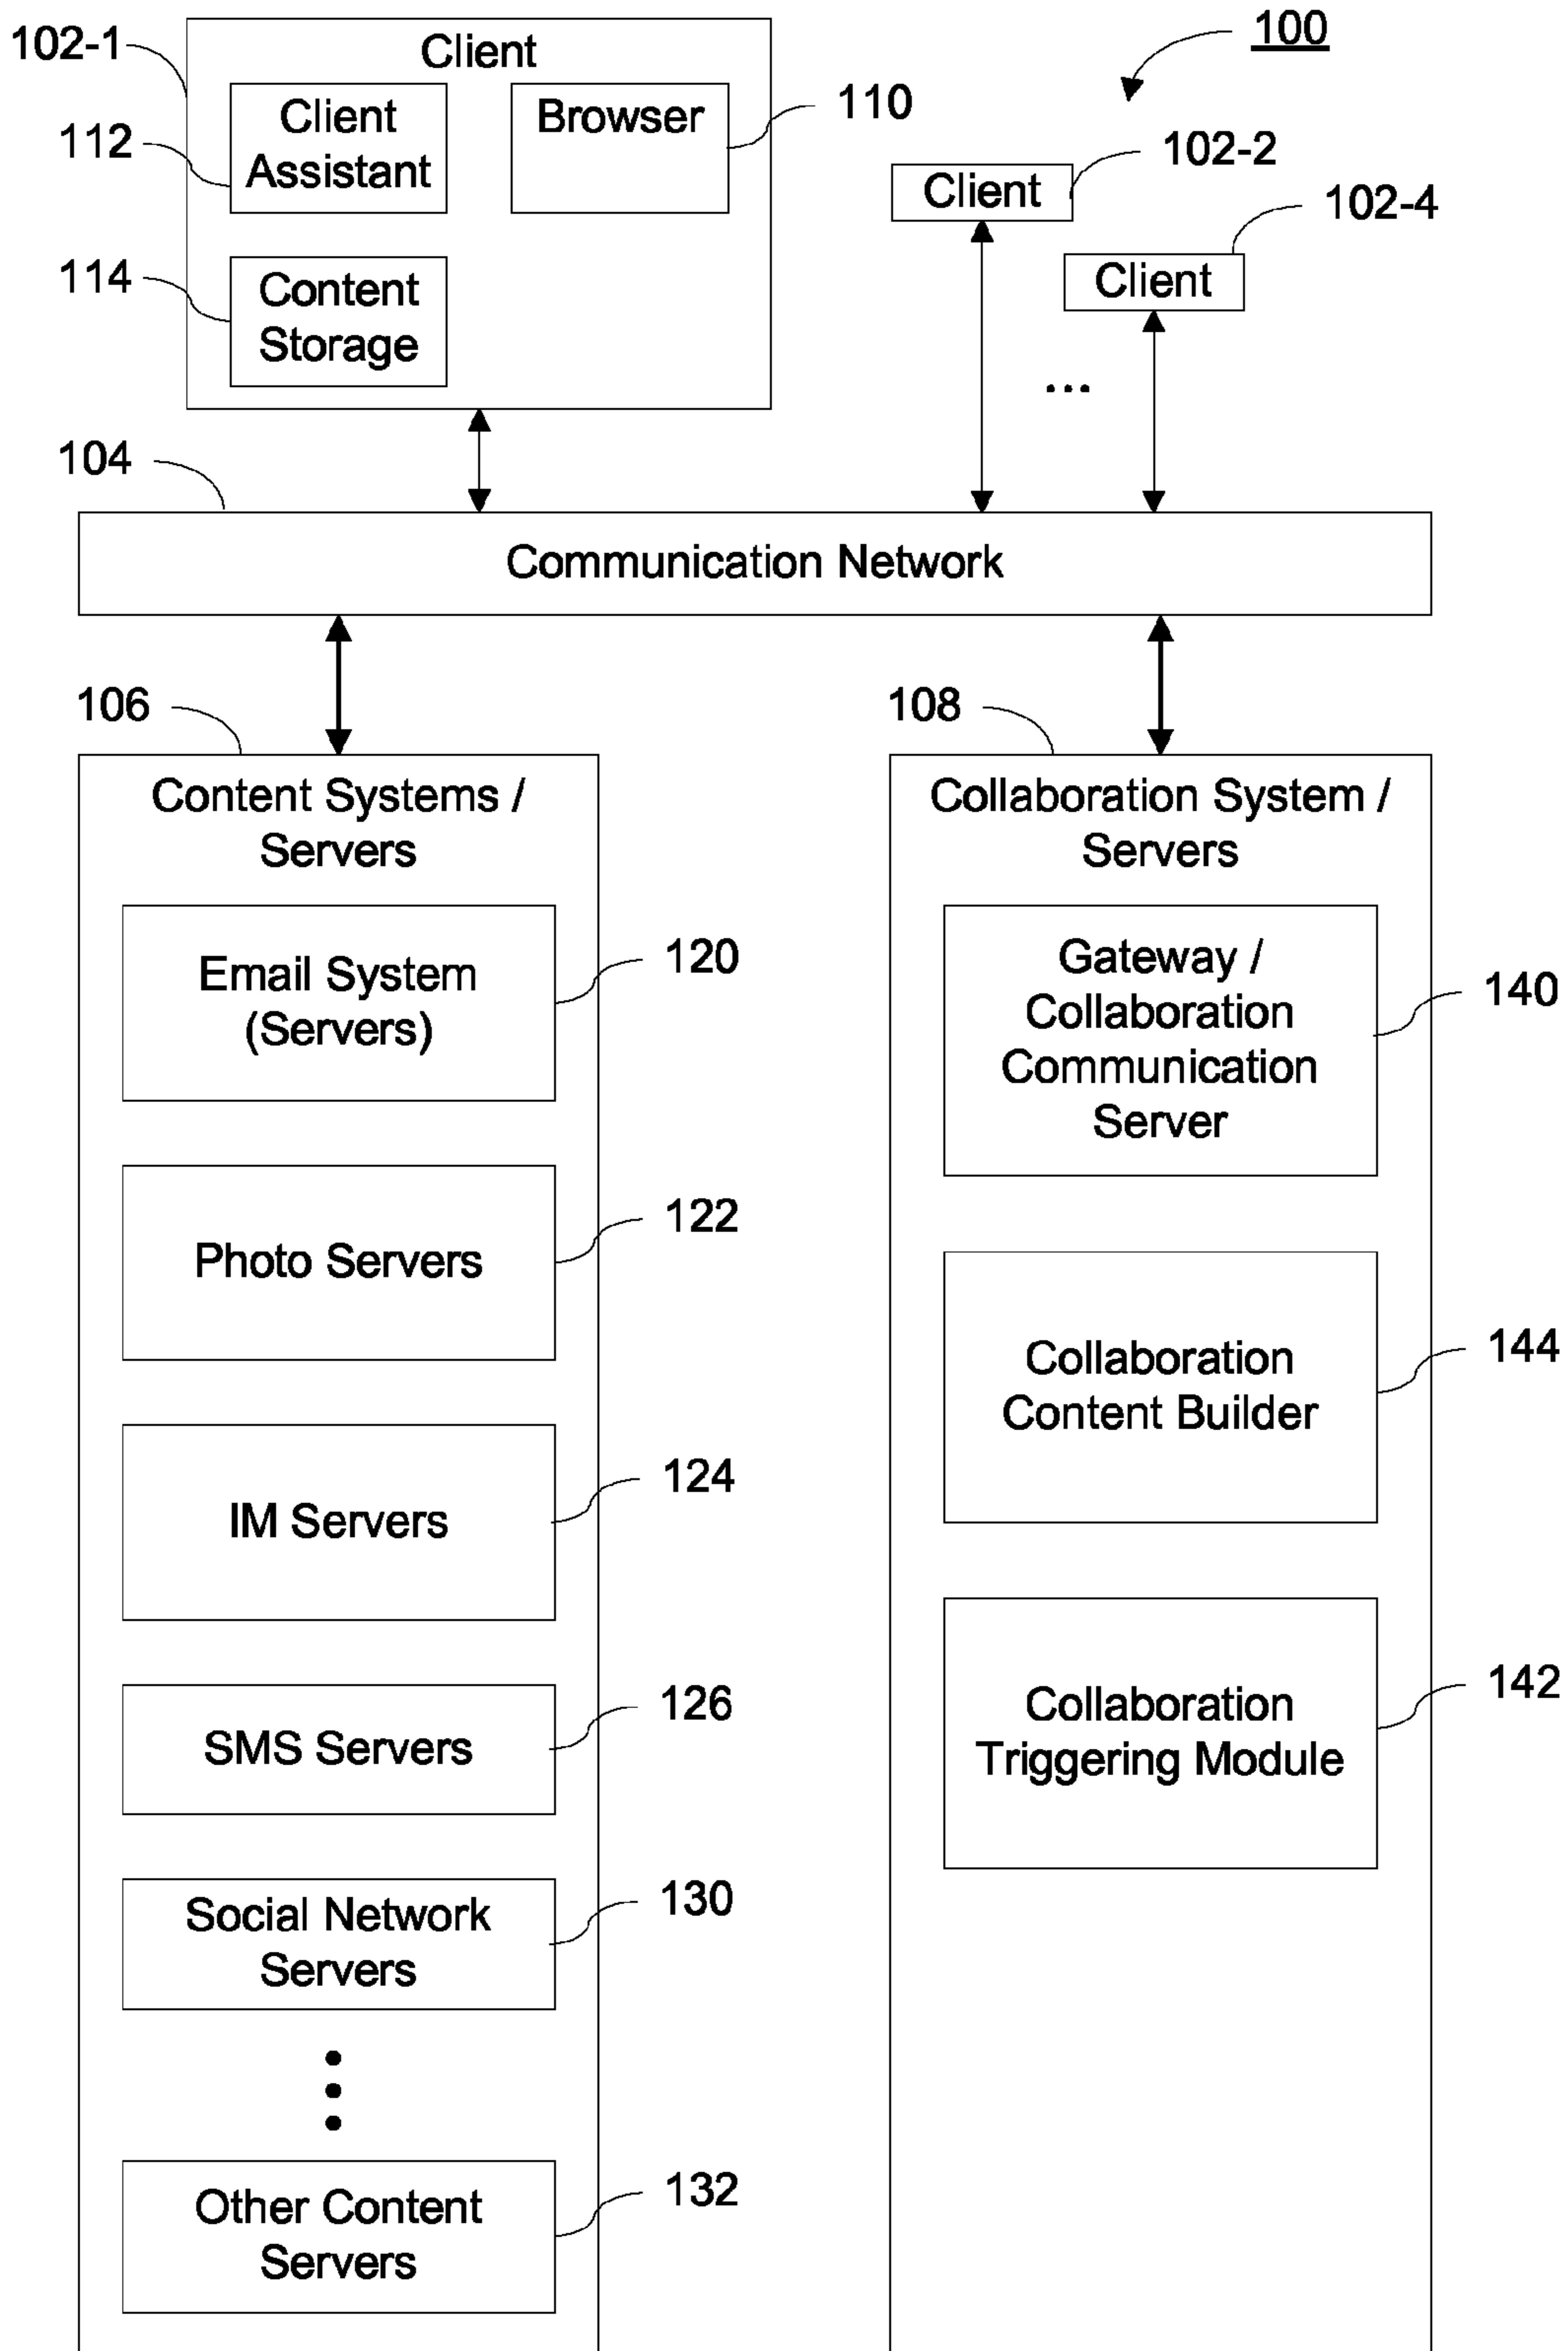 100
102-1
Client
112
Client
Assistant
Browser
110
114
Content
Storage
102-2
Client
102-4
Client
...
104
Communication Network
106
Content Systems /
Servers
Email System
(Servers)
120
Photo Servers
122
IM Servers
124
SMS Servers
126
Social Network
Servers
130
Other Content
Servers
132
108
Collaboration System /
Servers
Gateway /
Collaboration
Communication
Server
140
Collaboration
Content Builder
144
Collaboration
Triggering Module
142